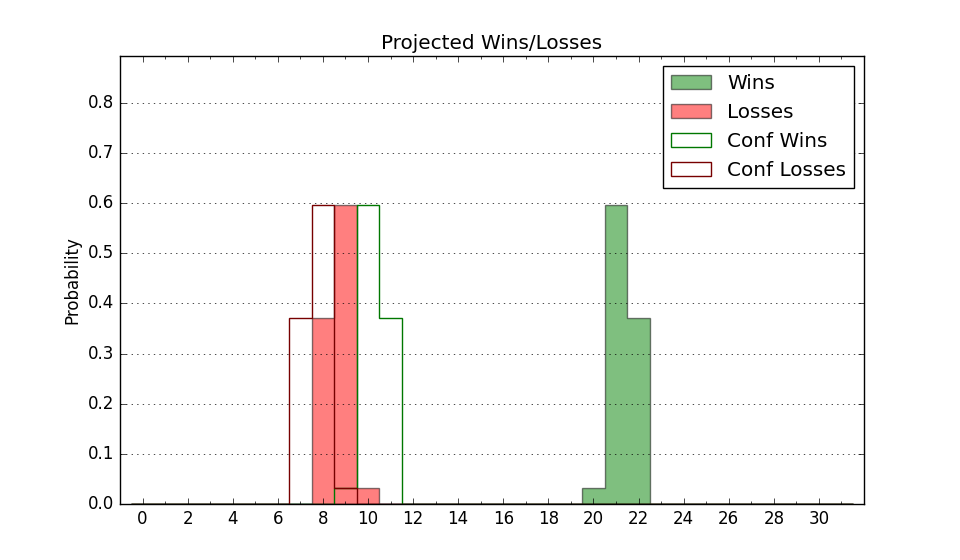 Projected Wins/Losses
Wins
Losses
Conf Wins
Conf Losses
Probability
0.8
0.7
0.6
0.5
0.4
0.3
0.2
0.1
0.0
0 2 4 6 8 10 12 14 16 18 20 22 24 26 28 30